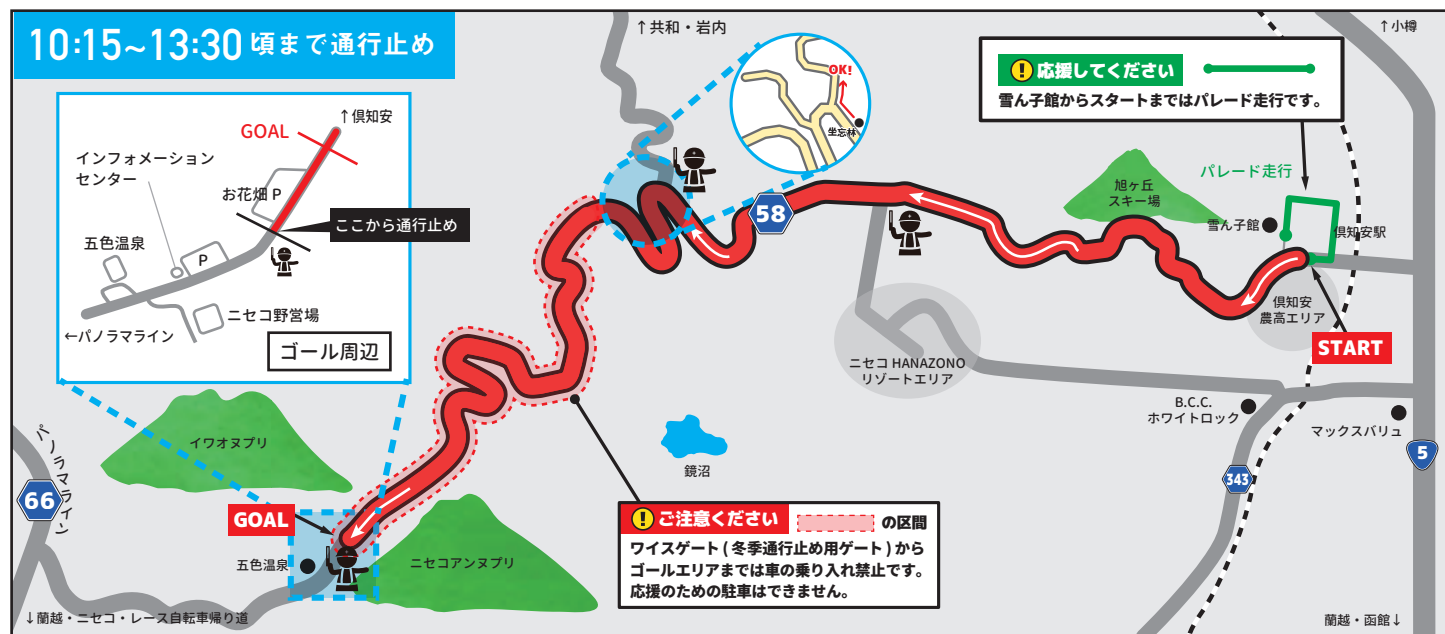 10:15~13:30 頃まで通行止め
↑共和・岩内
↑小樽
OK!
坐忘林
! 応援してください
雪ん子館からスタートまではパレード走行です。
↑倶知安
GOAL
インフォメーション
センター
お花畑 P
ここから通行止め
五色温泉
P
ニセコ野営場
←パノラマライン
ゴール周辺
58
旭ヶ丘
スキー場
パレード走行
雪ん子館
倶知安駅
倶知安
農高エリア
START
ニセコ HANAZONO
リゾートエリア
B.C.C.
ホワイトロック
マックスバリュ
5
343
鏡沼
イワオヌプリ
パノラマライン
66
GOAL
五色温泉
ニセコアンヌプリ
! ご注意ください の区間
ワイスゲート ( 冬季通行止め用ゲート ) から
ゴールエリアまでは車の乗り入れ禁止です。
応援のための駐車はできません。
↓蘭越・ニセコ・レース自転車帰り道
蘭越・函館↓